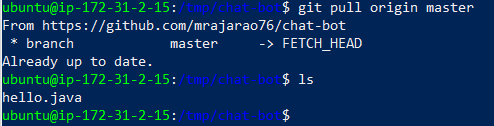 ubuntu@ip-172-31-2-15:/tmp/chat-bot$ git pull origin master
From https://github.com/mrajarao76/chat-bot
 * branch            master     -> FETCH_HEAD
Already up to date.
ubuntu@ip-172-31-2-15:/tmp/chat-bot$ ls
hello.java
ubuntu@ip-172-31-2-15:/tmp/chat-bot$